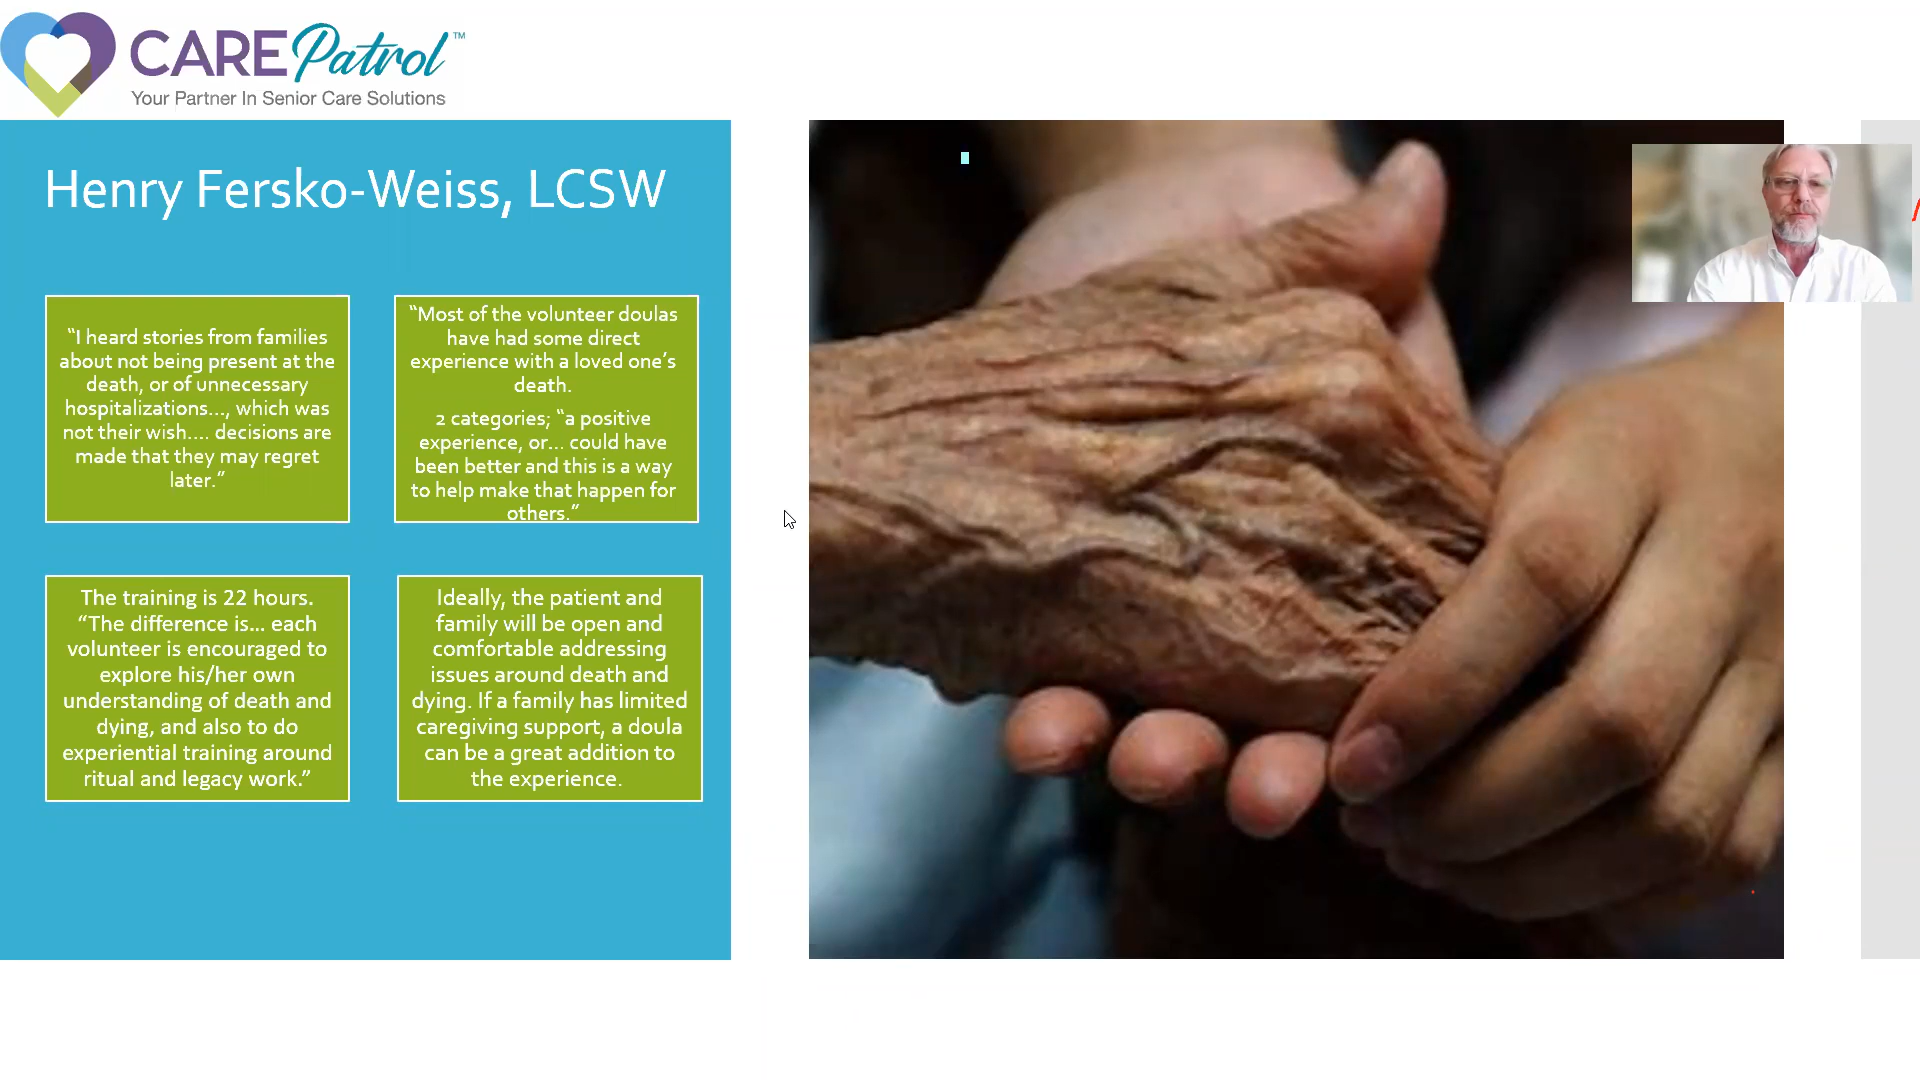 CARE Patrol™
Your Partner In Senior Care Solutions
Henry Fersko-Weiss, LCSW
“I heard stories from families
about not being present at the
death, or of unnecessary
hospitalizations…, which was
not their wish…. decisions are
made that they may regret
later.”
“Most of the volunteer doulas
have had some direct
experience with a loved one’s
death.
2 categories; “a positive
experience, or… could have
been better and this is a way
to help make that happen for
others.”
The training is 22 hours.
“The difference is… each
volunteer is encouraged to
explore his/her own
understanding of death and
dying, and also to do
experiential training around
ritual and legacy work.”
Ideally, the patient and
family will be open and
comfortable addressing
issues around death and
dying. If a family has limited
caregiving support, a doula
can be a great addition to
the experience.